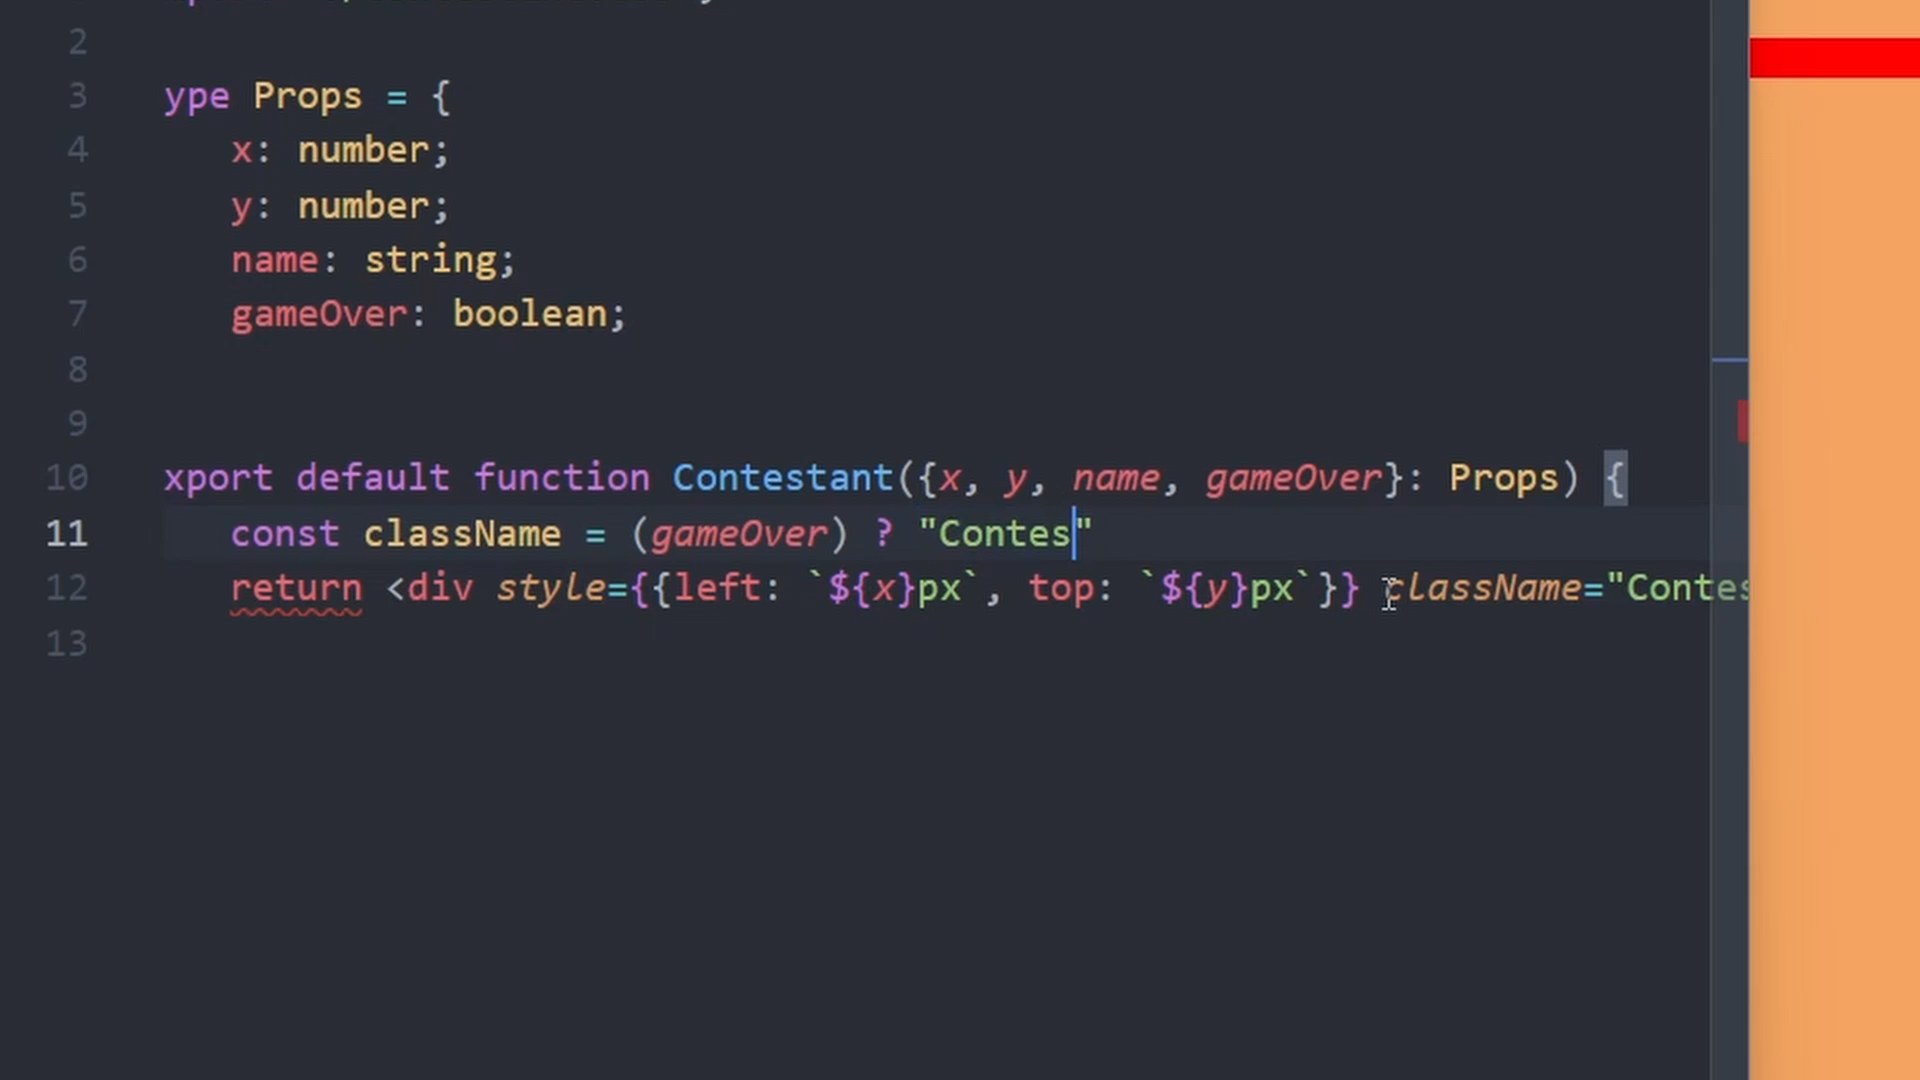 2
3 ype Props = {
4 x: number;
5 y: number;
6 name: string;
7 gameOver: boolean;
8
9
10 xport default function Contestant({x, y, name, gameOver}: Props) {
11 const className = (gameOver) ? "Contes"
12 return <div style={{left: `${x}px`, top: `${y}px`}} className="Contes
13